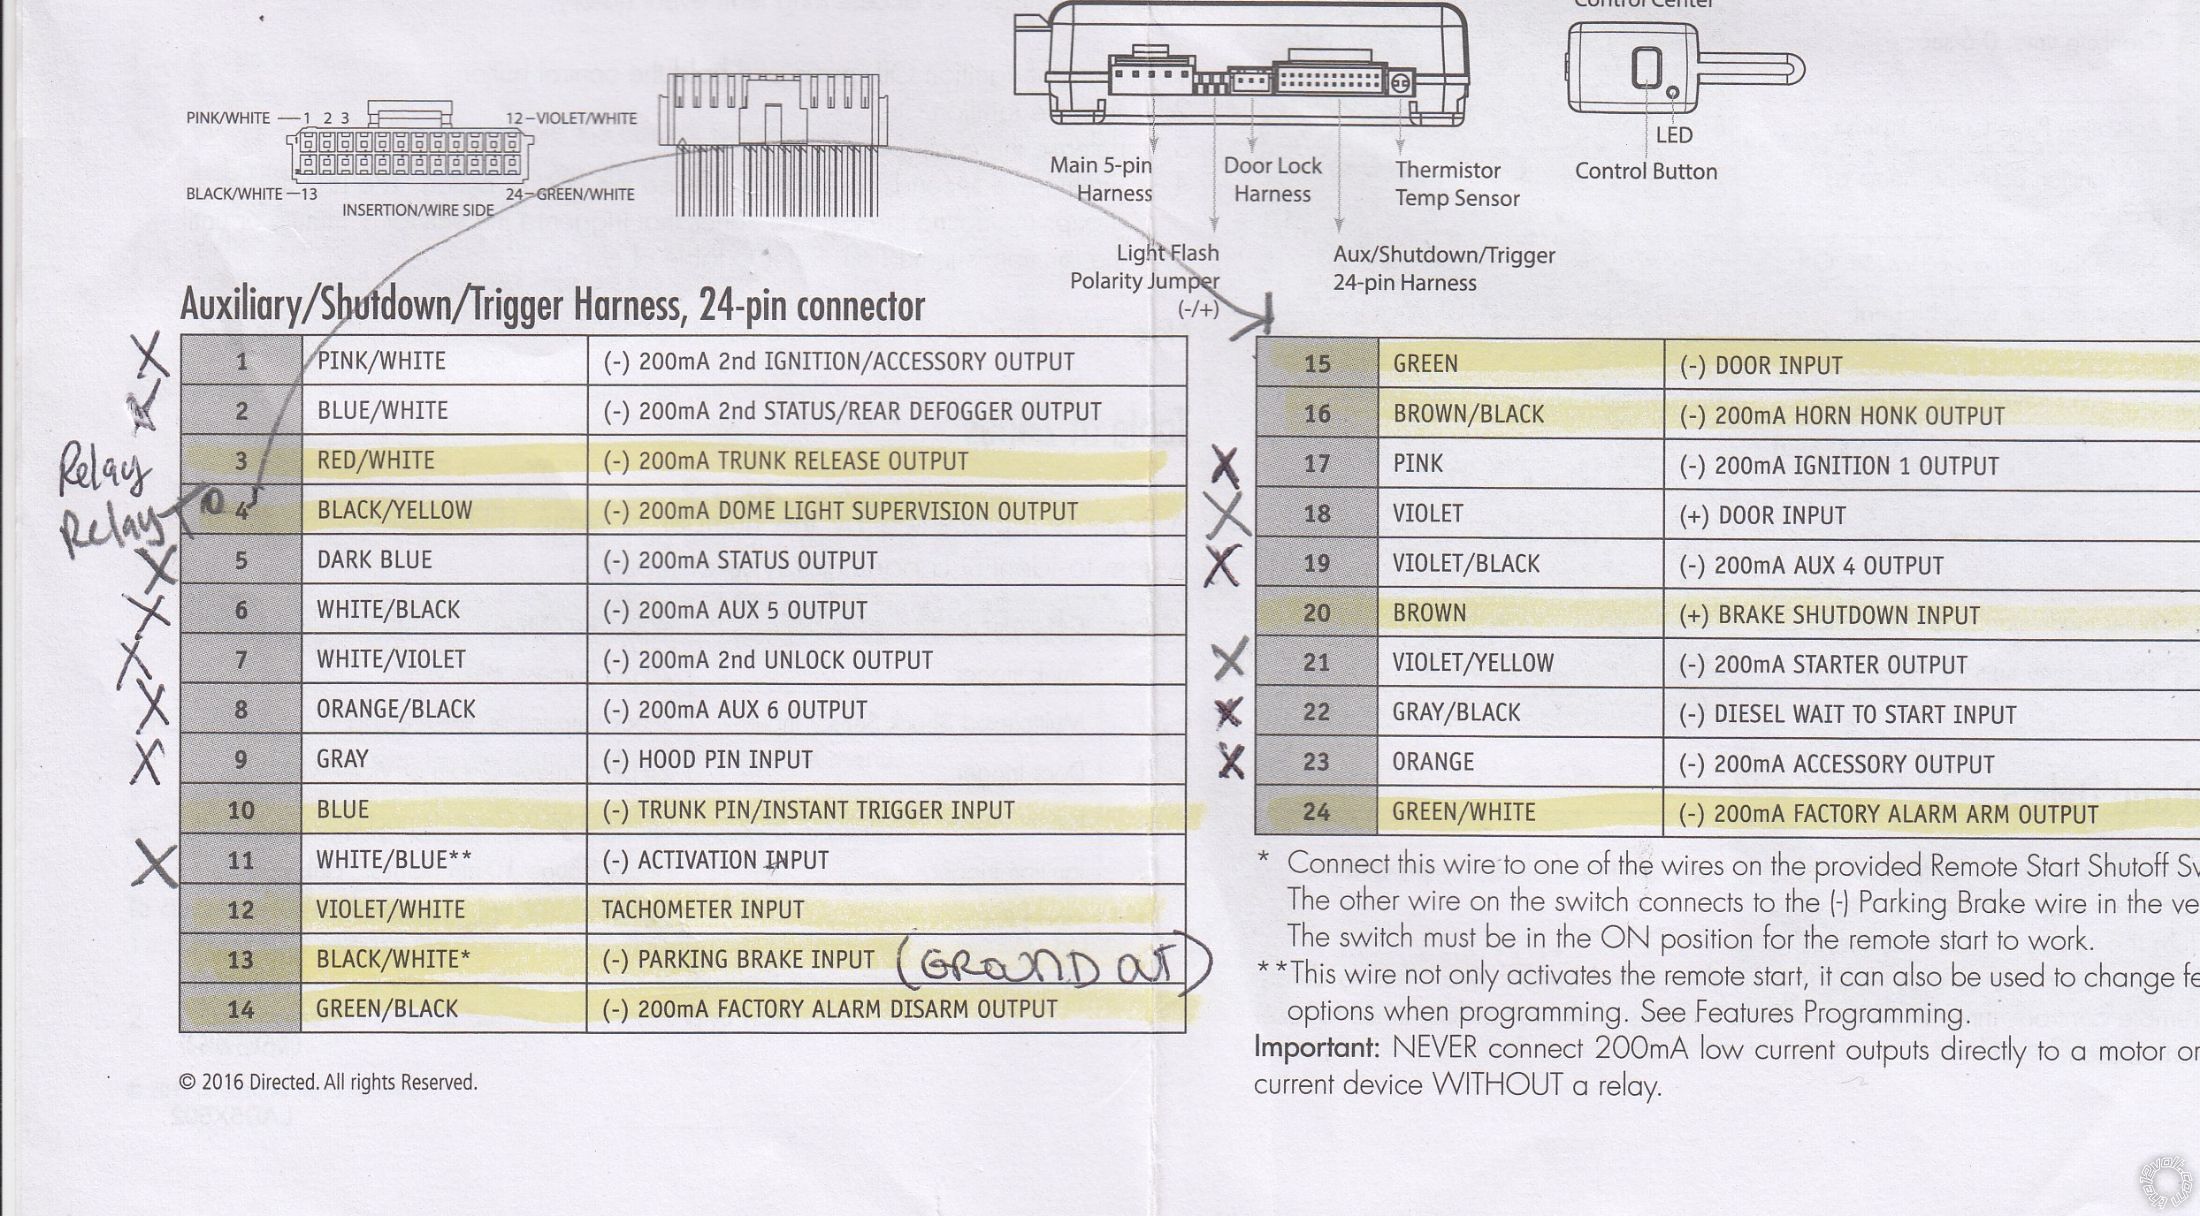 Control Center
PINK/WHITE 1 2 3 12 VIOLET/WHITE
BLACK/WHITE 13 24 GREEN/WHITE
INSERTION/WIRE SIDE
Main 5-pin
Harness
Door Lock
Harness
Thermistor
Temp Sensor
LED
Control Button
Light Flash
Polarity Jumper
(-/+)
Aux/Shutdown/Trigger
24-pin Harness
Auxiliary/Shutdown/Trigger Harness, 24-pin connector
X 1 PINK/WHITE (-) 200mA 2nd IGNITION/ACCESSORY OUTPUT
2 BLUE/WHITE (-) 200mA 2nd STATUS/REAR DEFOGGER OUTPUT
Relay 3 RED/WHITE (-) 200mA TRUNK RELEASE OUTPUT
Relay 4 BLACK/YELLOW (-) 200mA DOME LIGHT SUPERVISION OUTPUT
X 5 DARK BLUE (-) 200mA STATUS OUTPUT
X 6 WHITE/BLACK (-) 200mA AUX 5 OUTPUT
X 7 WHITE/VIOLET (-) 200mA 2nd UNLOCK OUTPUT
X 8 ORANGE/BLACK (-) 200mA AUX 6 OUTPUT
X 9 GRAY (-) HOOD PIN INPUT
10 BLUE (-) TRUNK PIN/INSTANT TRIGGER INPUT
X 11 WHITE/BLUE** (-) ACTIVATION INPUT
12 VIOLET/WHITE TACHOMETER INPUT
13 BLACK/WHITE* (-) PARKING BRAKE INPUT (GROUND OUT)
14 GREEN/BLACK (-) 200mA FACTORY ALARM DISARM OUTPUT
© 2016 Directed. All rights Reserved.
15 GREEN (-) DOOR INPUT
16 BROWN/BLACK (-) 200mA HORN HONK OUTPUT
X 17 PINK (-) 200mA IGNITION 1 OUTPUT
X 18 VIOLET (+) DOOR INPUT
X 19 VIOLET/BLACK (-) 200mA AUX 4 OUTPUT
20 BROWN (+) BRAKE SHUTDOWN INPUT
X 21 VIOLET/YELLOW (-) 200mA STARTER OUTPUT
X 22 GRAY/BLACK (-) DIESEL WAIT TO START INPUT
X 23 ORANGE (-) 200mA ACCESSORY OUTPUT
24 GREEN/WHITE (-) 200mA FACTORY ALARM ARM OUTPUT
* Connect this wire to one of the wires on the provided Remote Start Shutoff Sv
The other wire on the switch connects to the (-) Parking Brake wire in the ve
The switch must be in the ON position for the remote start to work.
**This wire not only activates the remote start, it can also be used to change fe
options when programming. See Features Programming.
Important: NEVER connect 200mA low current outputs directly to a motor or
current device WITHOUT a relay.
the12volt.com